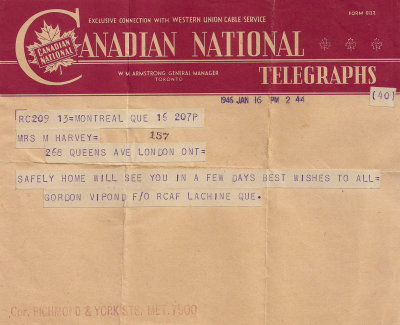 EXCLUSIVE CONNECTION WITH WESTERN UNION CABLE SERVICE
FORM 6113
CANADIAN NATIONAL
CANADIAN NATIONAL
W M ARMSTRONG, GENERAL MANAGER
TORONTO
TELEGRAPHS
1946 JAN 16 PM 2 44
(40)
RC209 13=MONTREAL QUE 16 207P
MRS M HARVEY= 137
268 QUEENS AVE LONDON ONT=
SAFELY HOME WILL SEE YOU IN A FEW DAYS BEST WISHES TO ALL=
GORDON VIPOND F/O RCAF LACHINE QUE.
Cor. RICHMOND & YORK STS. MET. 7500